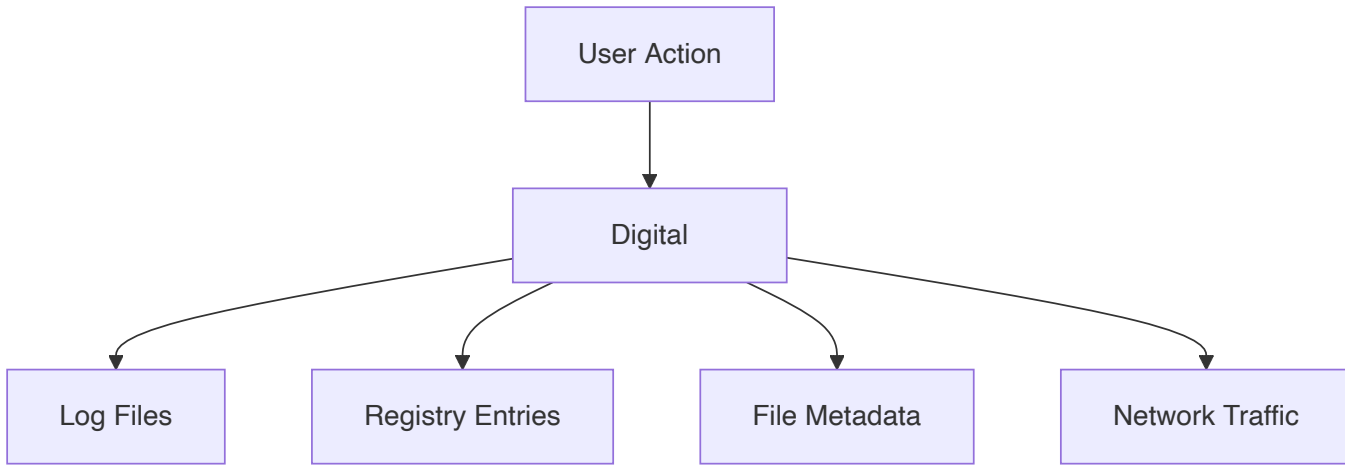 User Action
Digital
Log Files
Registry Entries
File Metadata
Network Traffic